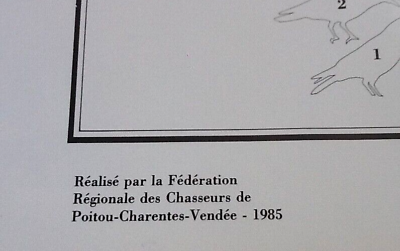 2
1
Réalisé par la Fédération
Régionale des Chasseurs de
Poitou-Charentes-Vendée - 1985